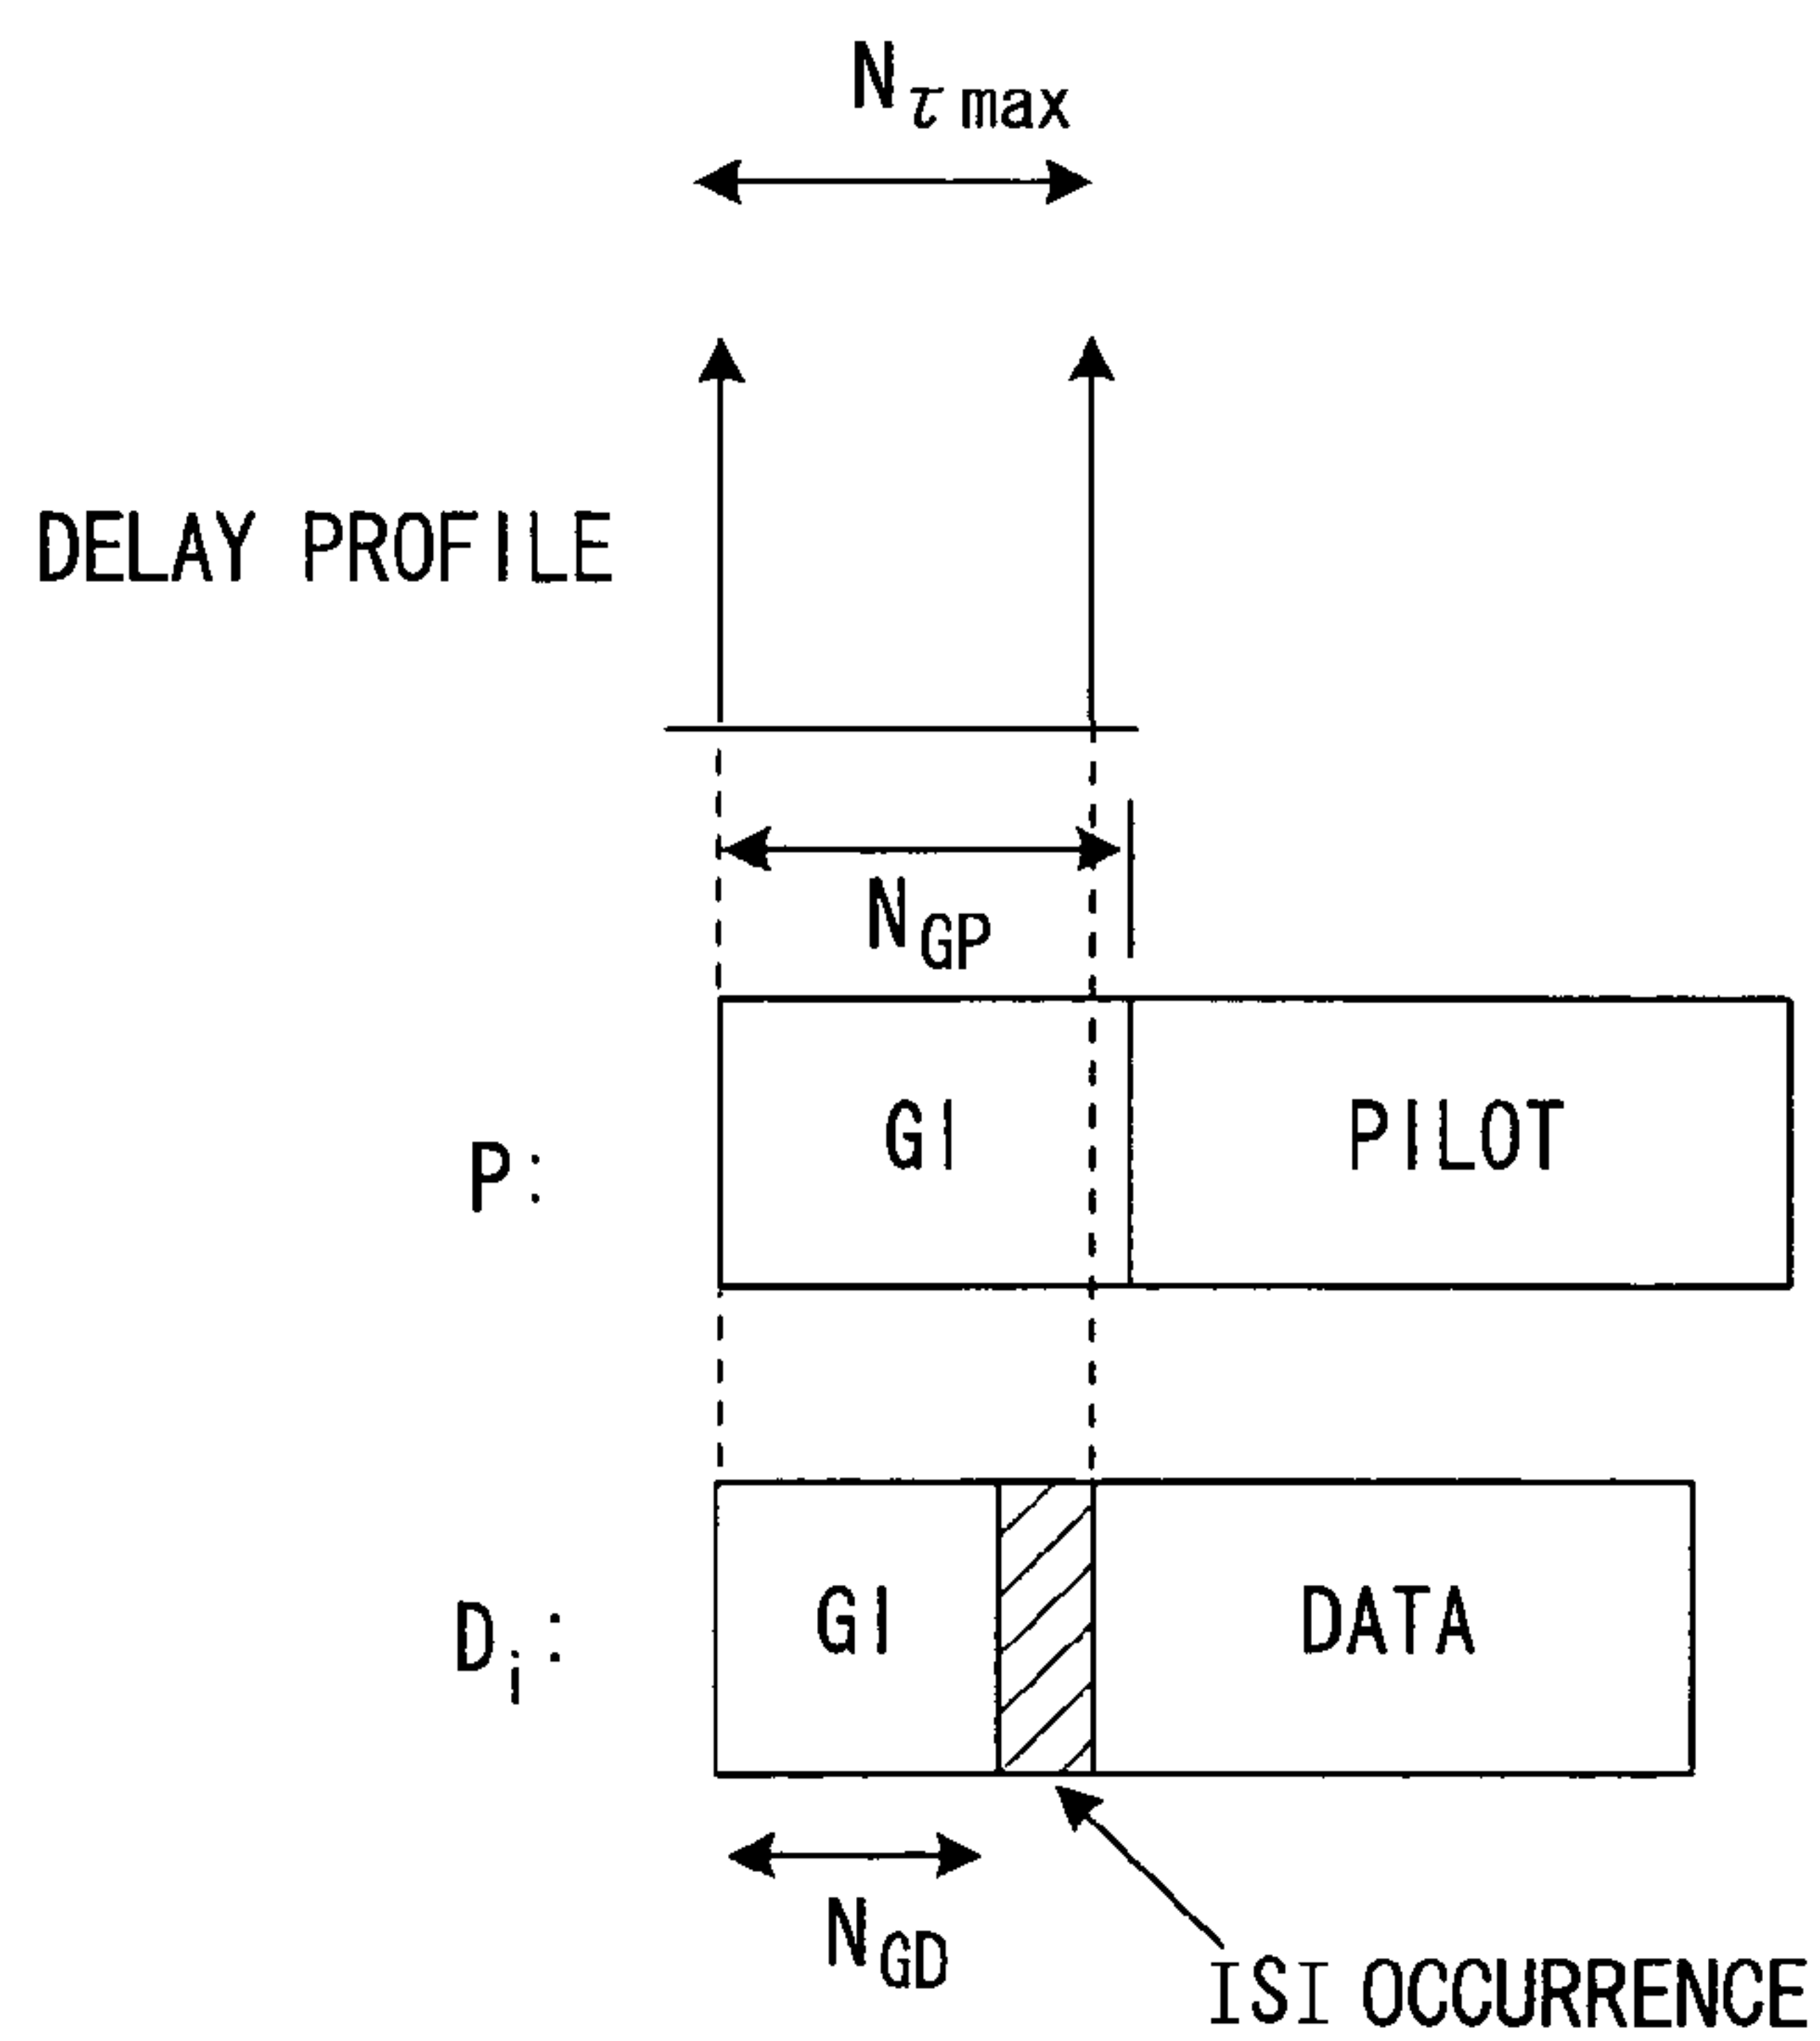 Nτmax
DELAY PROFILE
NGP
P: GI PILOT
Di: GI DATA
NGD
ISI OCCURRENCE